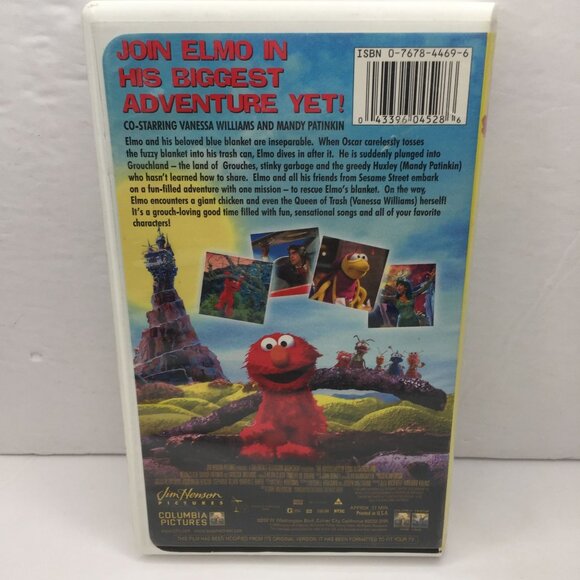 JOIN ELMO IN
HIS BIGGEST
ADVENTURE YET!
ISBN 0-7678-4469-6
0 43396 04528 6
CO-STARRING VANESSA WILLIAMS AND MANDY PATINKIN
Elmo and his beloved blue blanket are inseparable. When Oscar carelessly tosses
the fuzzy blanket into his trash can, Elmo dives in after it. He is suddenly plunged into
Grouchland – the land of Grouches, stinky garbage and the greedy Huxley (Mandy Patinkin)
who hasn't learned how to share. Elmo and all his friends from Sesame Street embark
on a fun-filled adventure with one mission – to rescue Elmo's blanket. On the way,
Elmo encounters a giant chicken and even the Queen of Trash (Vanessa Williams) herself!
It's a grouch-loving good time filled with fun, sensational songs and all of your favorite
characters!
Jim Henson
PICTURES
COLUMBIA
PICTURES
G
NTSC
Printed in U.S.A.
THIS FILM HAS BEEN MODIFIED FROM ITS ORIGINAL VERSION. IT HAS BEEN FORMATTED TO FIT YOUR TV.